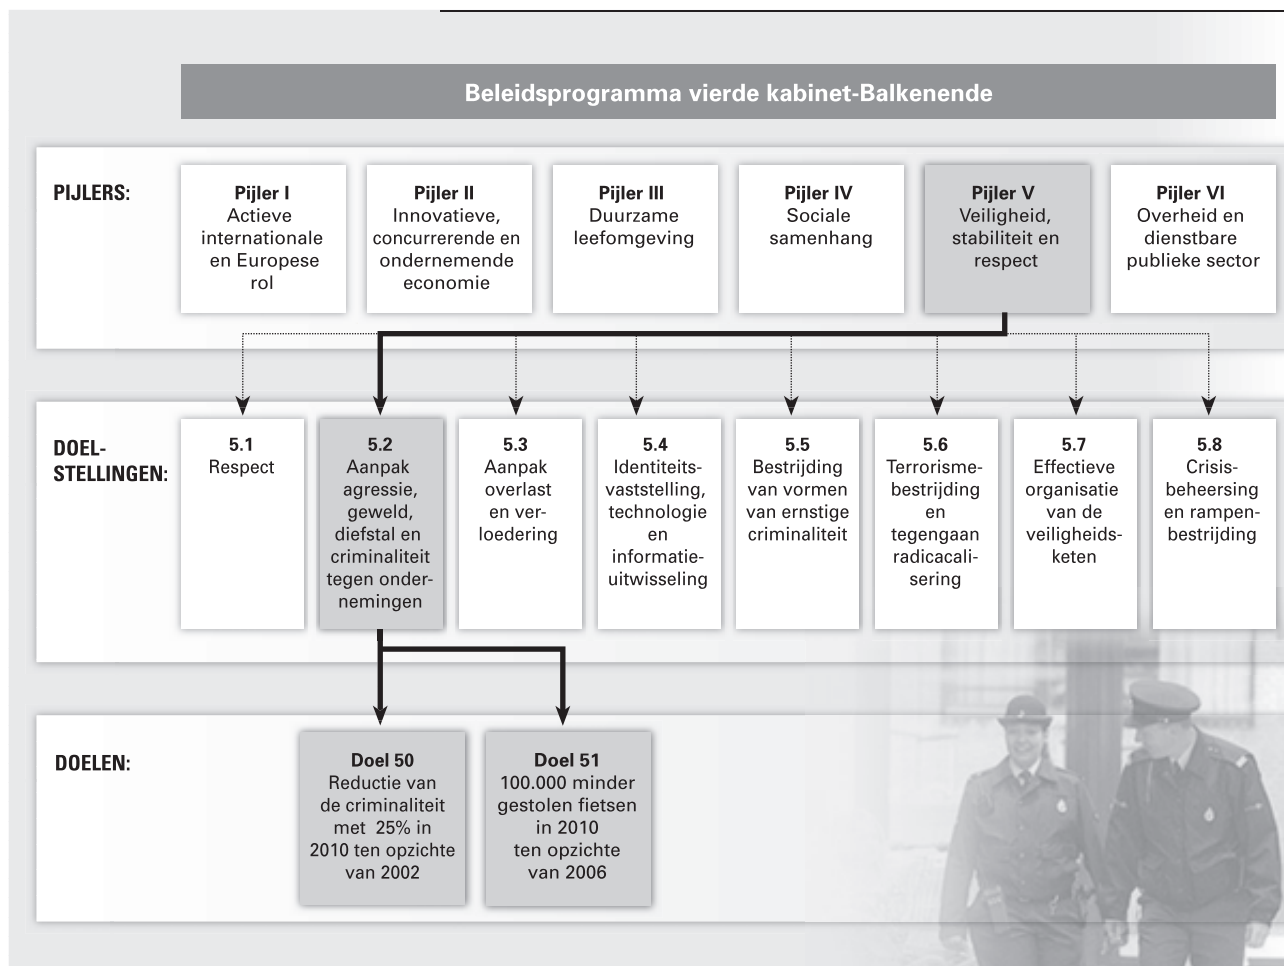 Beleidsprogramma vierde kabinet-Balkenende
PIJLERS:
Pijler I
Actieve
internationale
en Europese
rol
Pijler II
Innovatieve,
concurrerende en
ondernemende
economie
Pijler III
Duurzame
leefomgeving
Pijler IV
Sociale
samenhang
Pijler V
Veiligheid,
stabiliteit en
respect
Pijler VI
Overheid en
dienstbare
publieke sector
DOEL-
STELLINGEN:
5.1
Respect
5.2
Aanpak
agressie,
geweld,
diefstal en
criminaliteit
tegen onder-
nemingen
5.3
Aanpak
overlast
en ver-
loedering
5.4
Identiteits-
vaststelling,
technologie
en
informatie-
uitwisseling
5.5
Bestrijding
van vormen
van ernstige
criminaliteit
5.6
Terrorisme-
bestrijding
en
tegengaan
radicacali-
sering
5.7
Effectieve
organisatie
van de
veiligheids-
keten
5.8
Crisis-
beheersing
en rampen-
bestrijding
DOELEN:
Doel 50
Reductie van
de criminaliteit
met 25% in
2010 ten opzichte
van 2002
Doel 51
100.000 minder
gestolen fietsen
in 2010
ten opzichte
van 2006